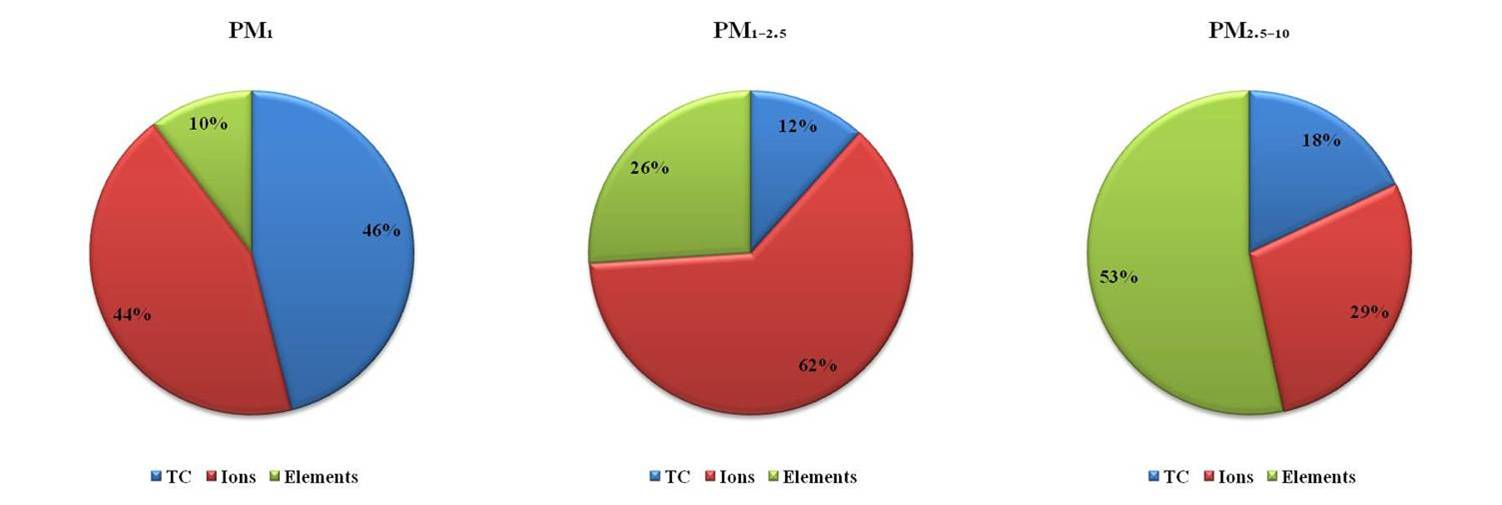 PM₁
10%
46%
44%
TC Ions Elements
PM₁₋₂.₅
12%
26%
62%
TC Ions Elements
PM₂.₅₋₁₀
18%
53%
29%
TC Ions Elements